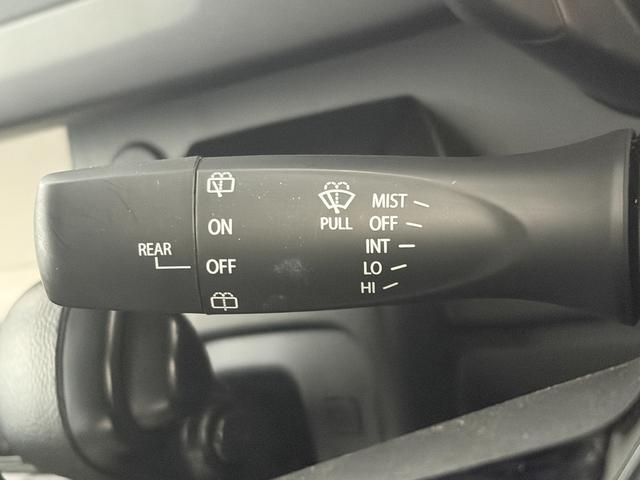 REAR
ON
OFF
PULL
MIST
OFF
INT
LO
HI